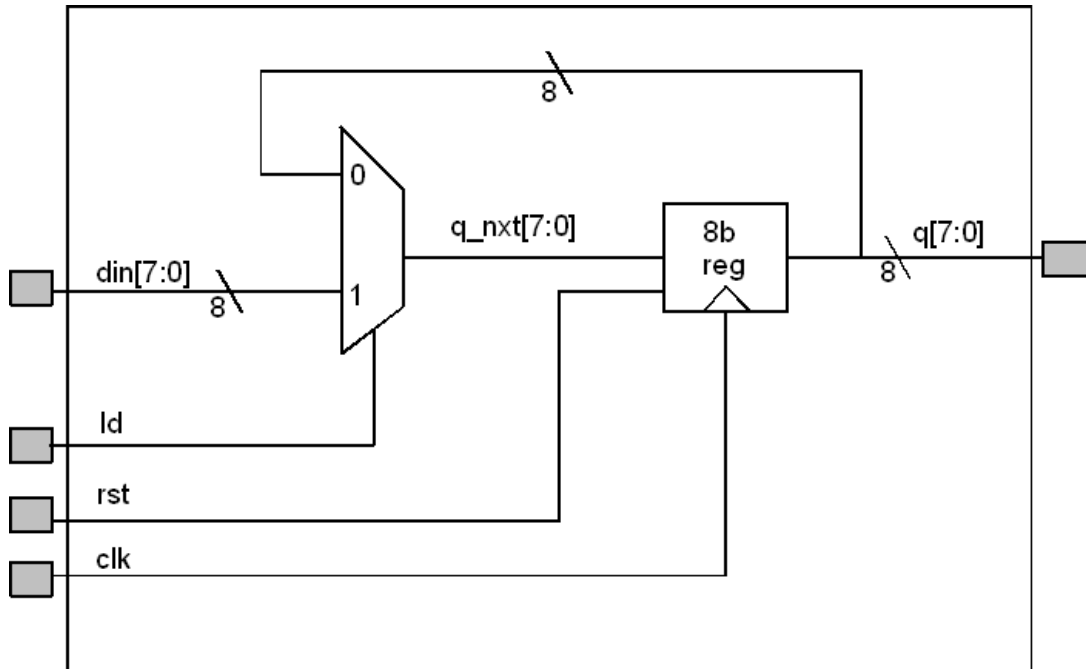 8
0
q_nxt[7:0]
8b
reg
q[7:0]
8
din[7:0]
8
1
ld
rst
clk